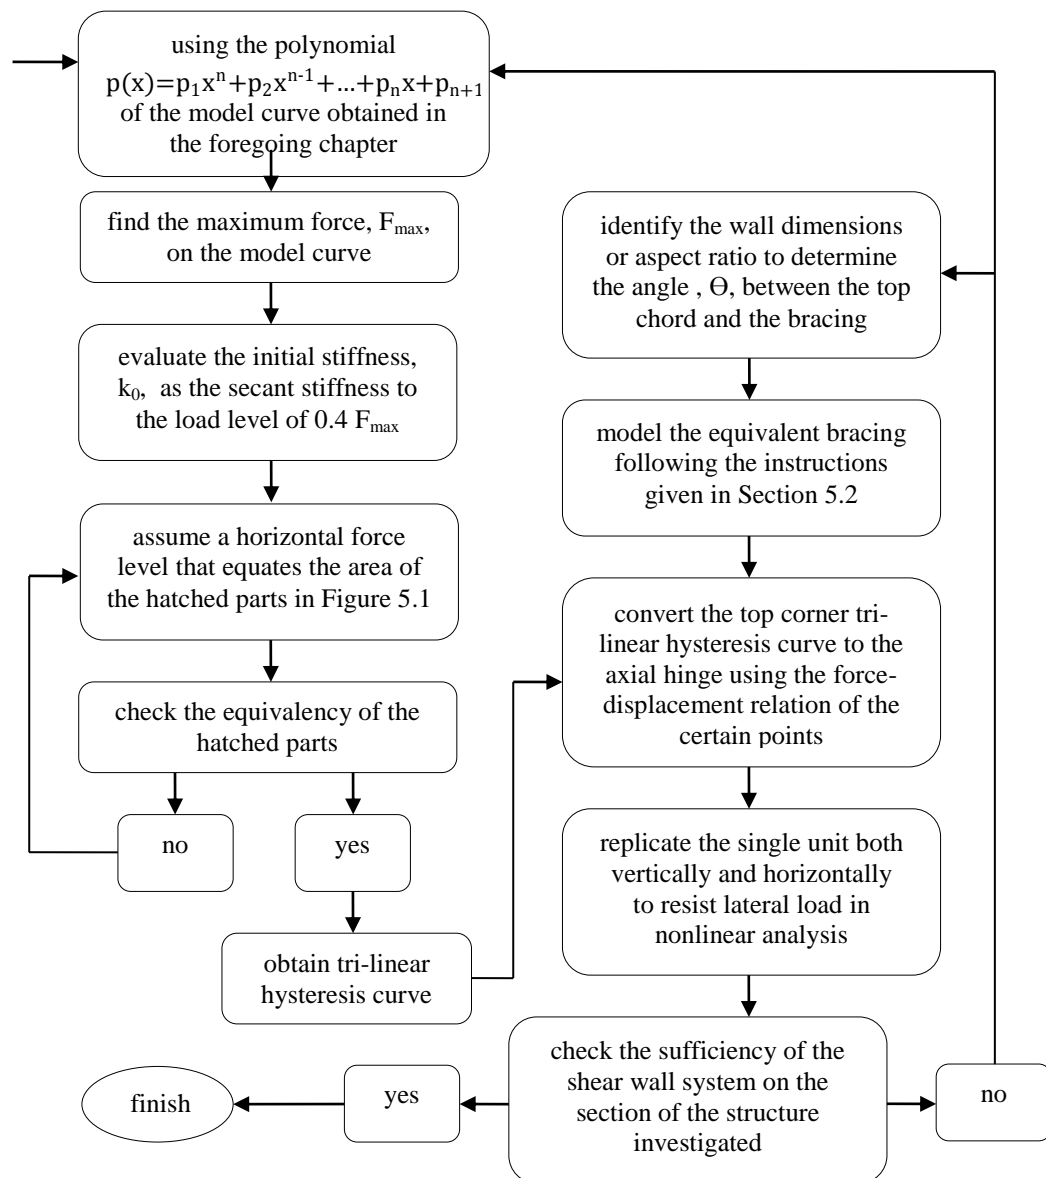 using the polynomial
p(x)=p₁xⁿ+p₂xⁿ⁻¹+…+pₙx+pₙ₊₁
of the model curve obtained in
the foregoing chapter
find the maximum force, Fₘₐₓ,
on the model curve
evaluate the initial stiffness,
k₀, as the secant stiffness to
the load level of 0.4 Fₘₐₓ
assume a horizontal force
level that equates the area of
the hatched parts in Figure 5.1
check the equivalency of the
hatched parts
no
yes
obtain tri-linear
hysteresis curve
identify the wall dimensions
or aspect ratio to determine
the angle , Ө, between the top
chord and the bracing
model the equivalent bracing
following the instructions
given in Section 5.2
convert the top corner tri-
linear hysteresis curve to the
axial hinge using the force-
displacement relation of the
certain points
replicate the single unit both
vertically and horizontally
to resist lateral load in
nonlinear analysis
check the sufficiency of the
shear wall system on the
section of the structure
investigated
no
yes
finish